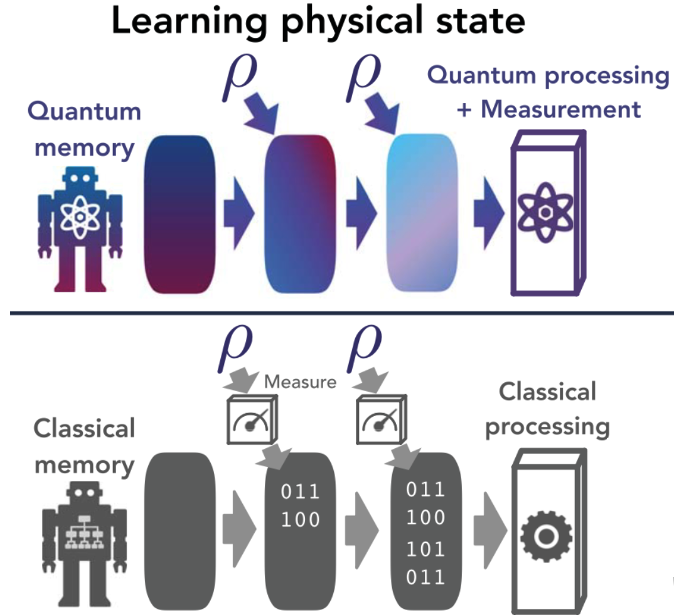 Learning physical state
ρ
ρ
Quantum processing
+ Measurement
Quantum
memory
ρ
ρ
Measure
Classical
processing
Classical
memory
011
100
011
100
101
011